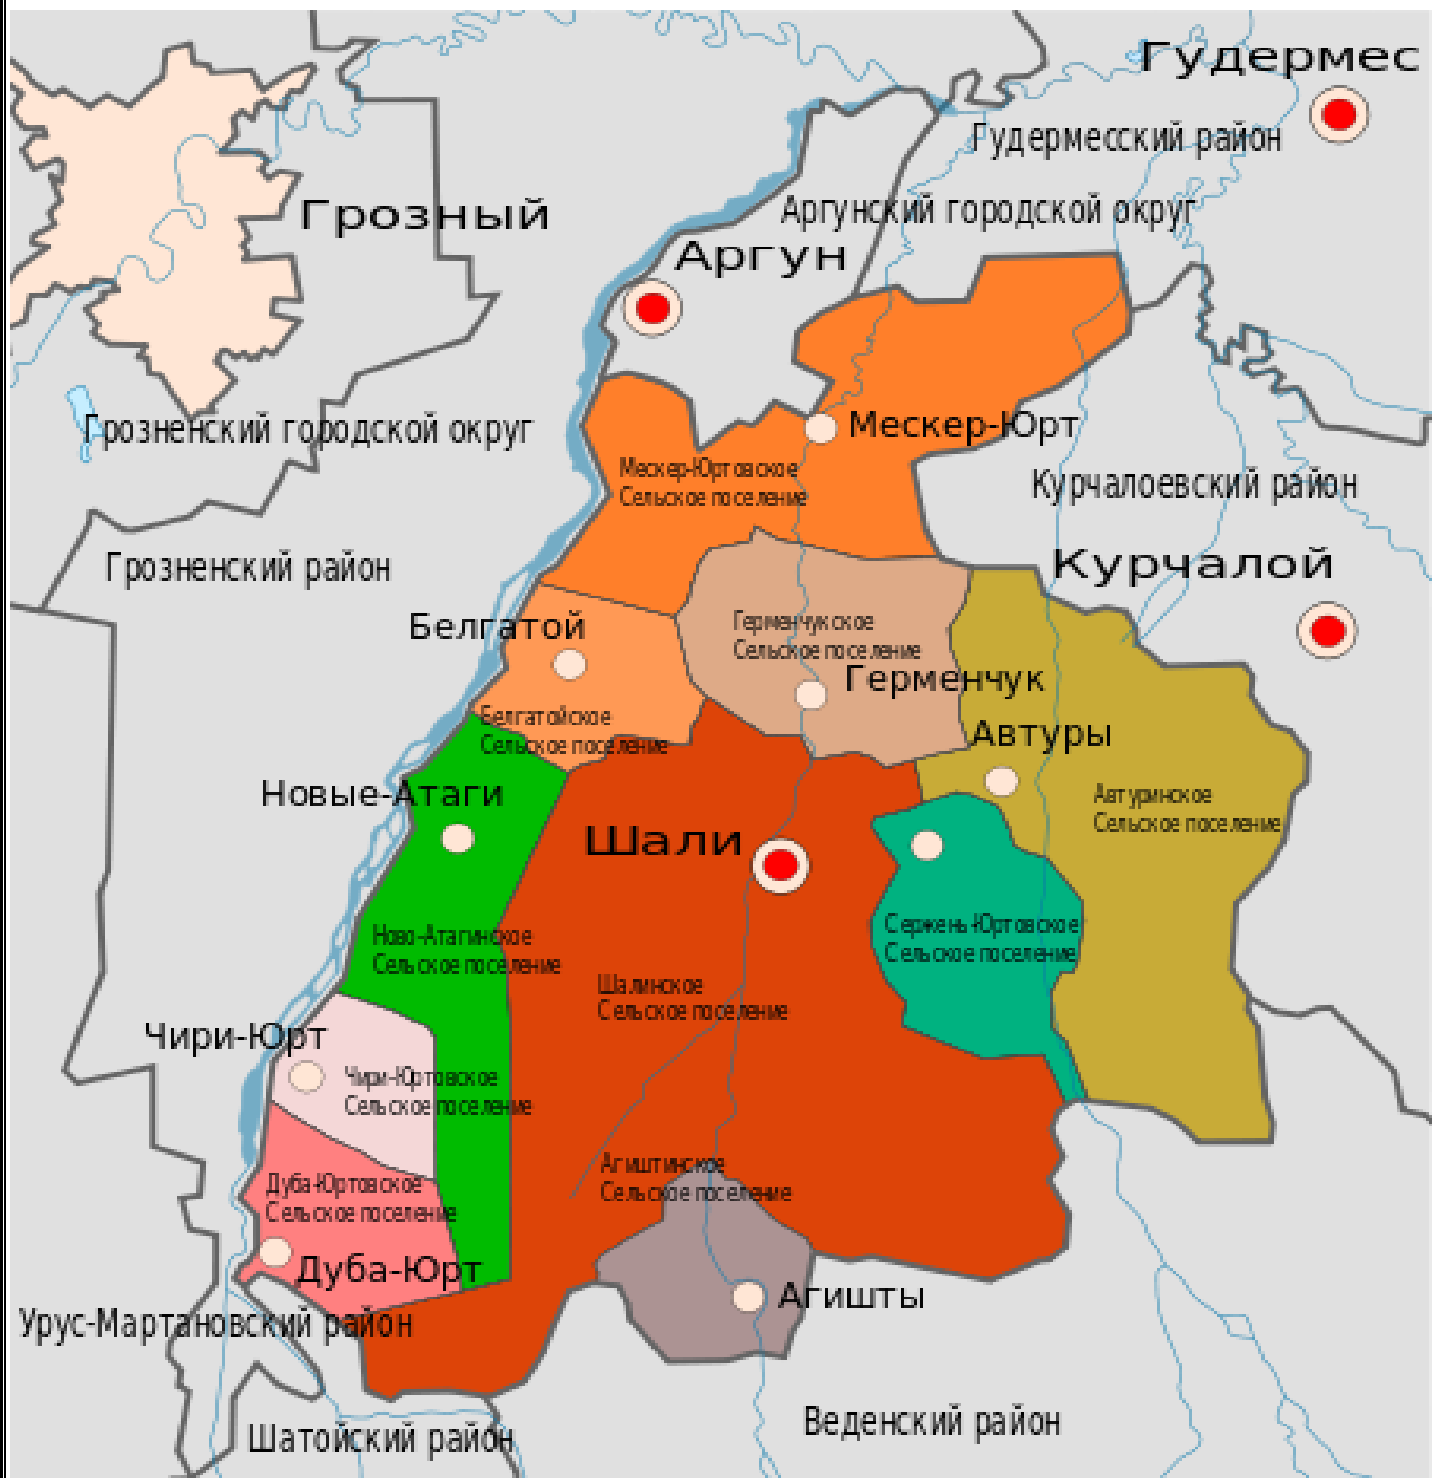 Гудермес
Гудермесский район
Грозный
Аргунский городской округ
Аргун
Грозненский городской округ
Мескер-Юрт
Мескер-Юртовское
Сельское поселение
Курчалоевский район
Грозненский район
Курчалой
Белгатой
Герменчукское
Сельское поселение
Герменчук
Белгатойское
Сельское поселение
Автуры
Новые-Атаги
Автуринское
Сельское поселение
Шали
Сержень-Юртовское
Сельское поселение
Ново-Атагинское
Сельское поселение
Шалинское
Сельское поселение
Чири-Юрт
Чири-Юртовское
Сельское поселение
Агиштинское
Сельское поселение
Дуба-Юртовское
Сельское поселение
Дуба-Юрт
Агишты
Урус-Мартановский район
Веденский район
Шатойский район